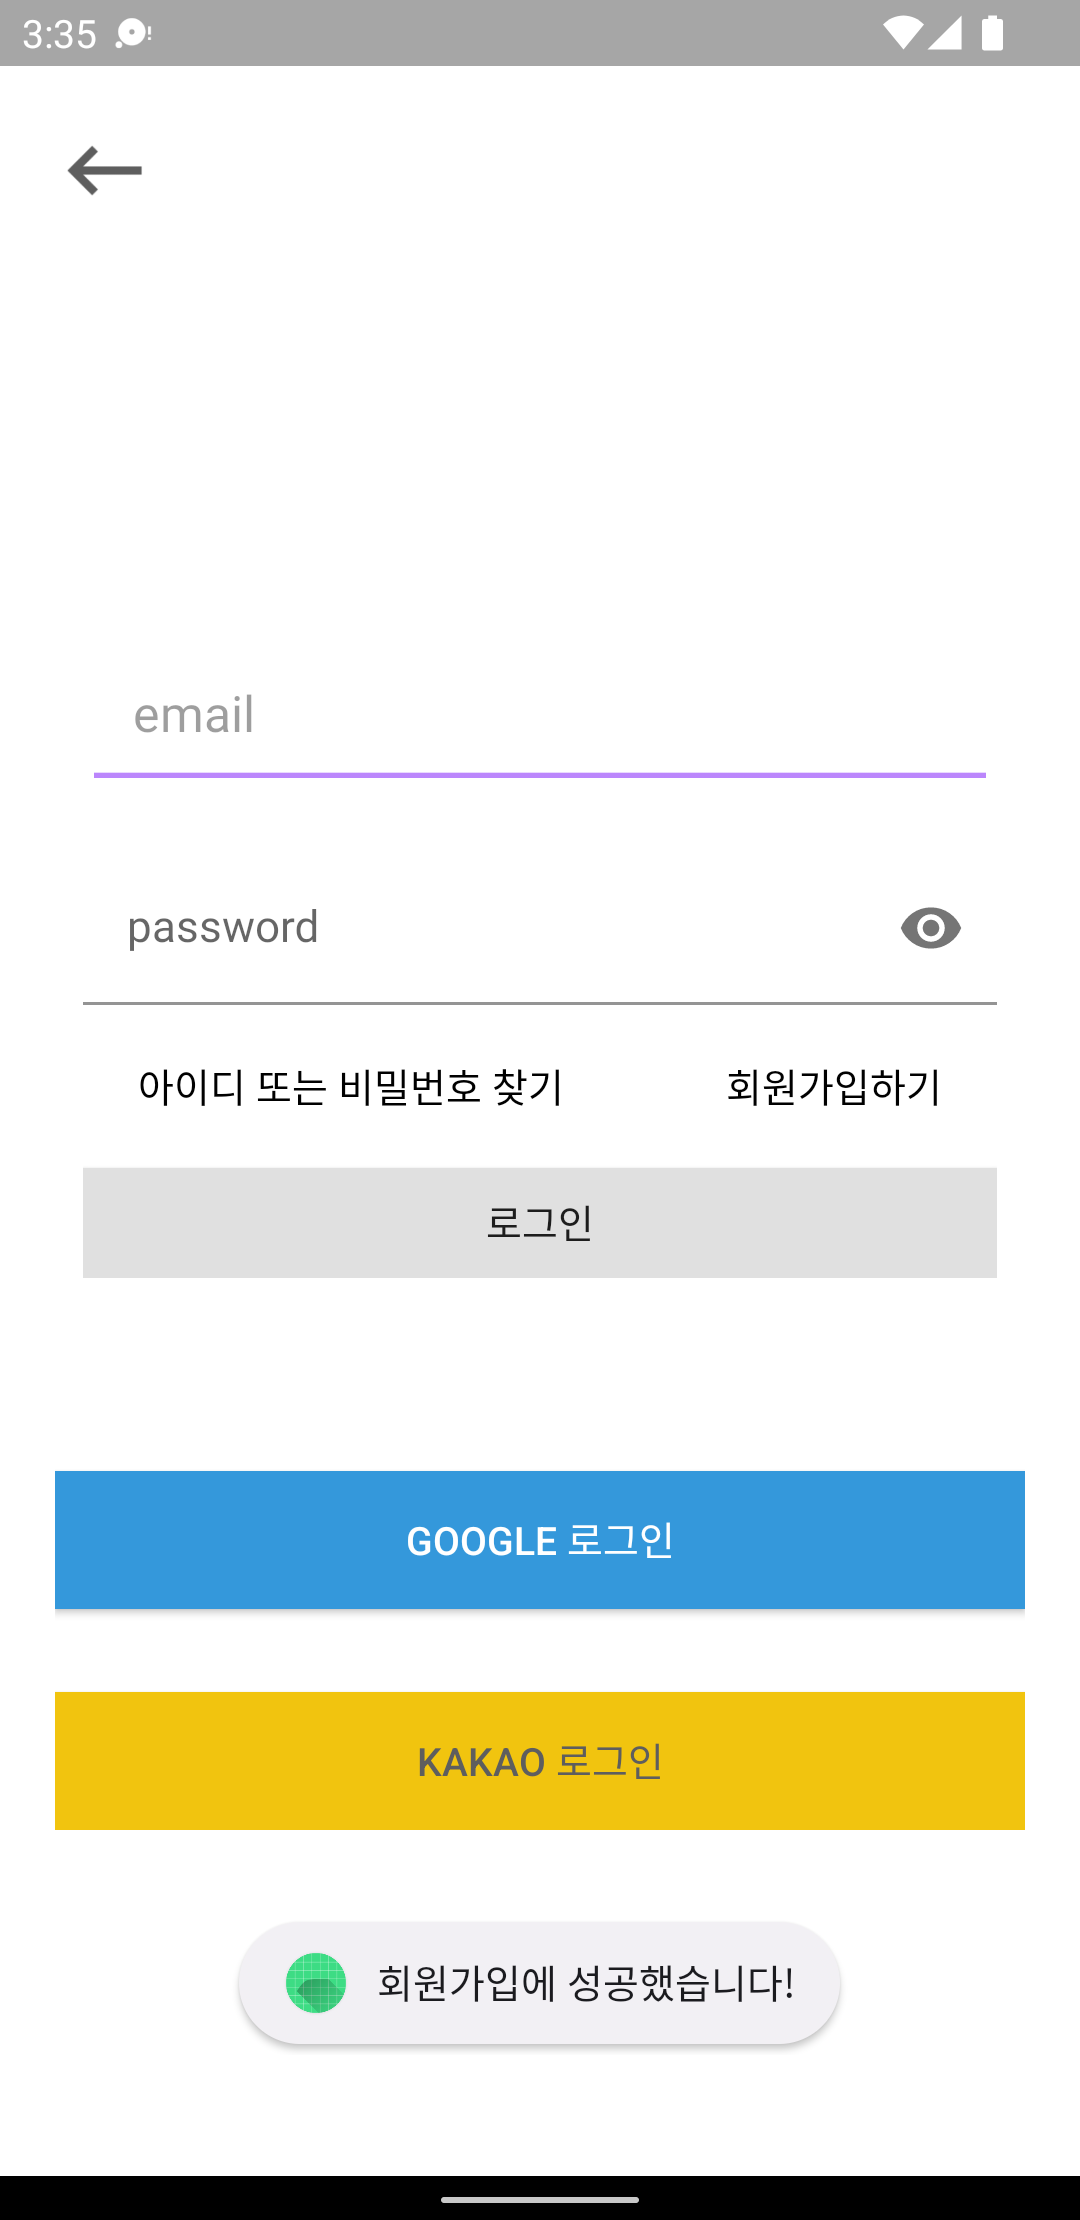 3:35
email
password
아이디 또는 비밀번호 찾기
회원가입하기
로그인
GOOGLE 로그인
KAKAO 로그인
회원가입에 성공했습니다!